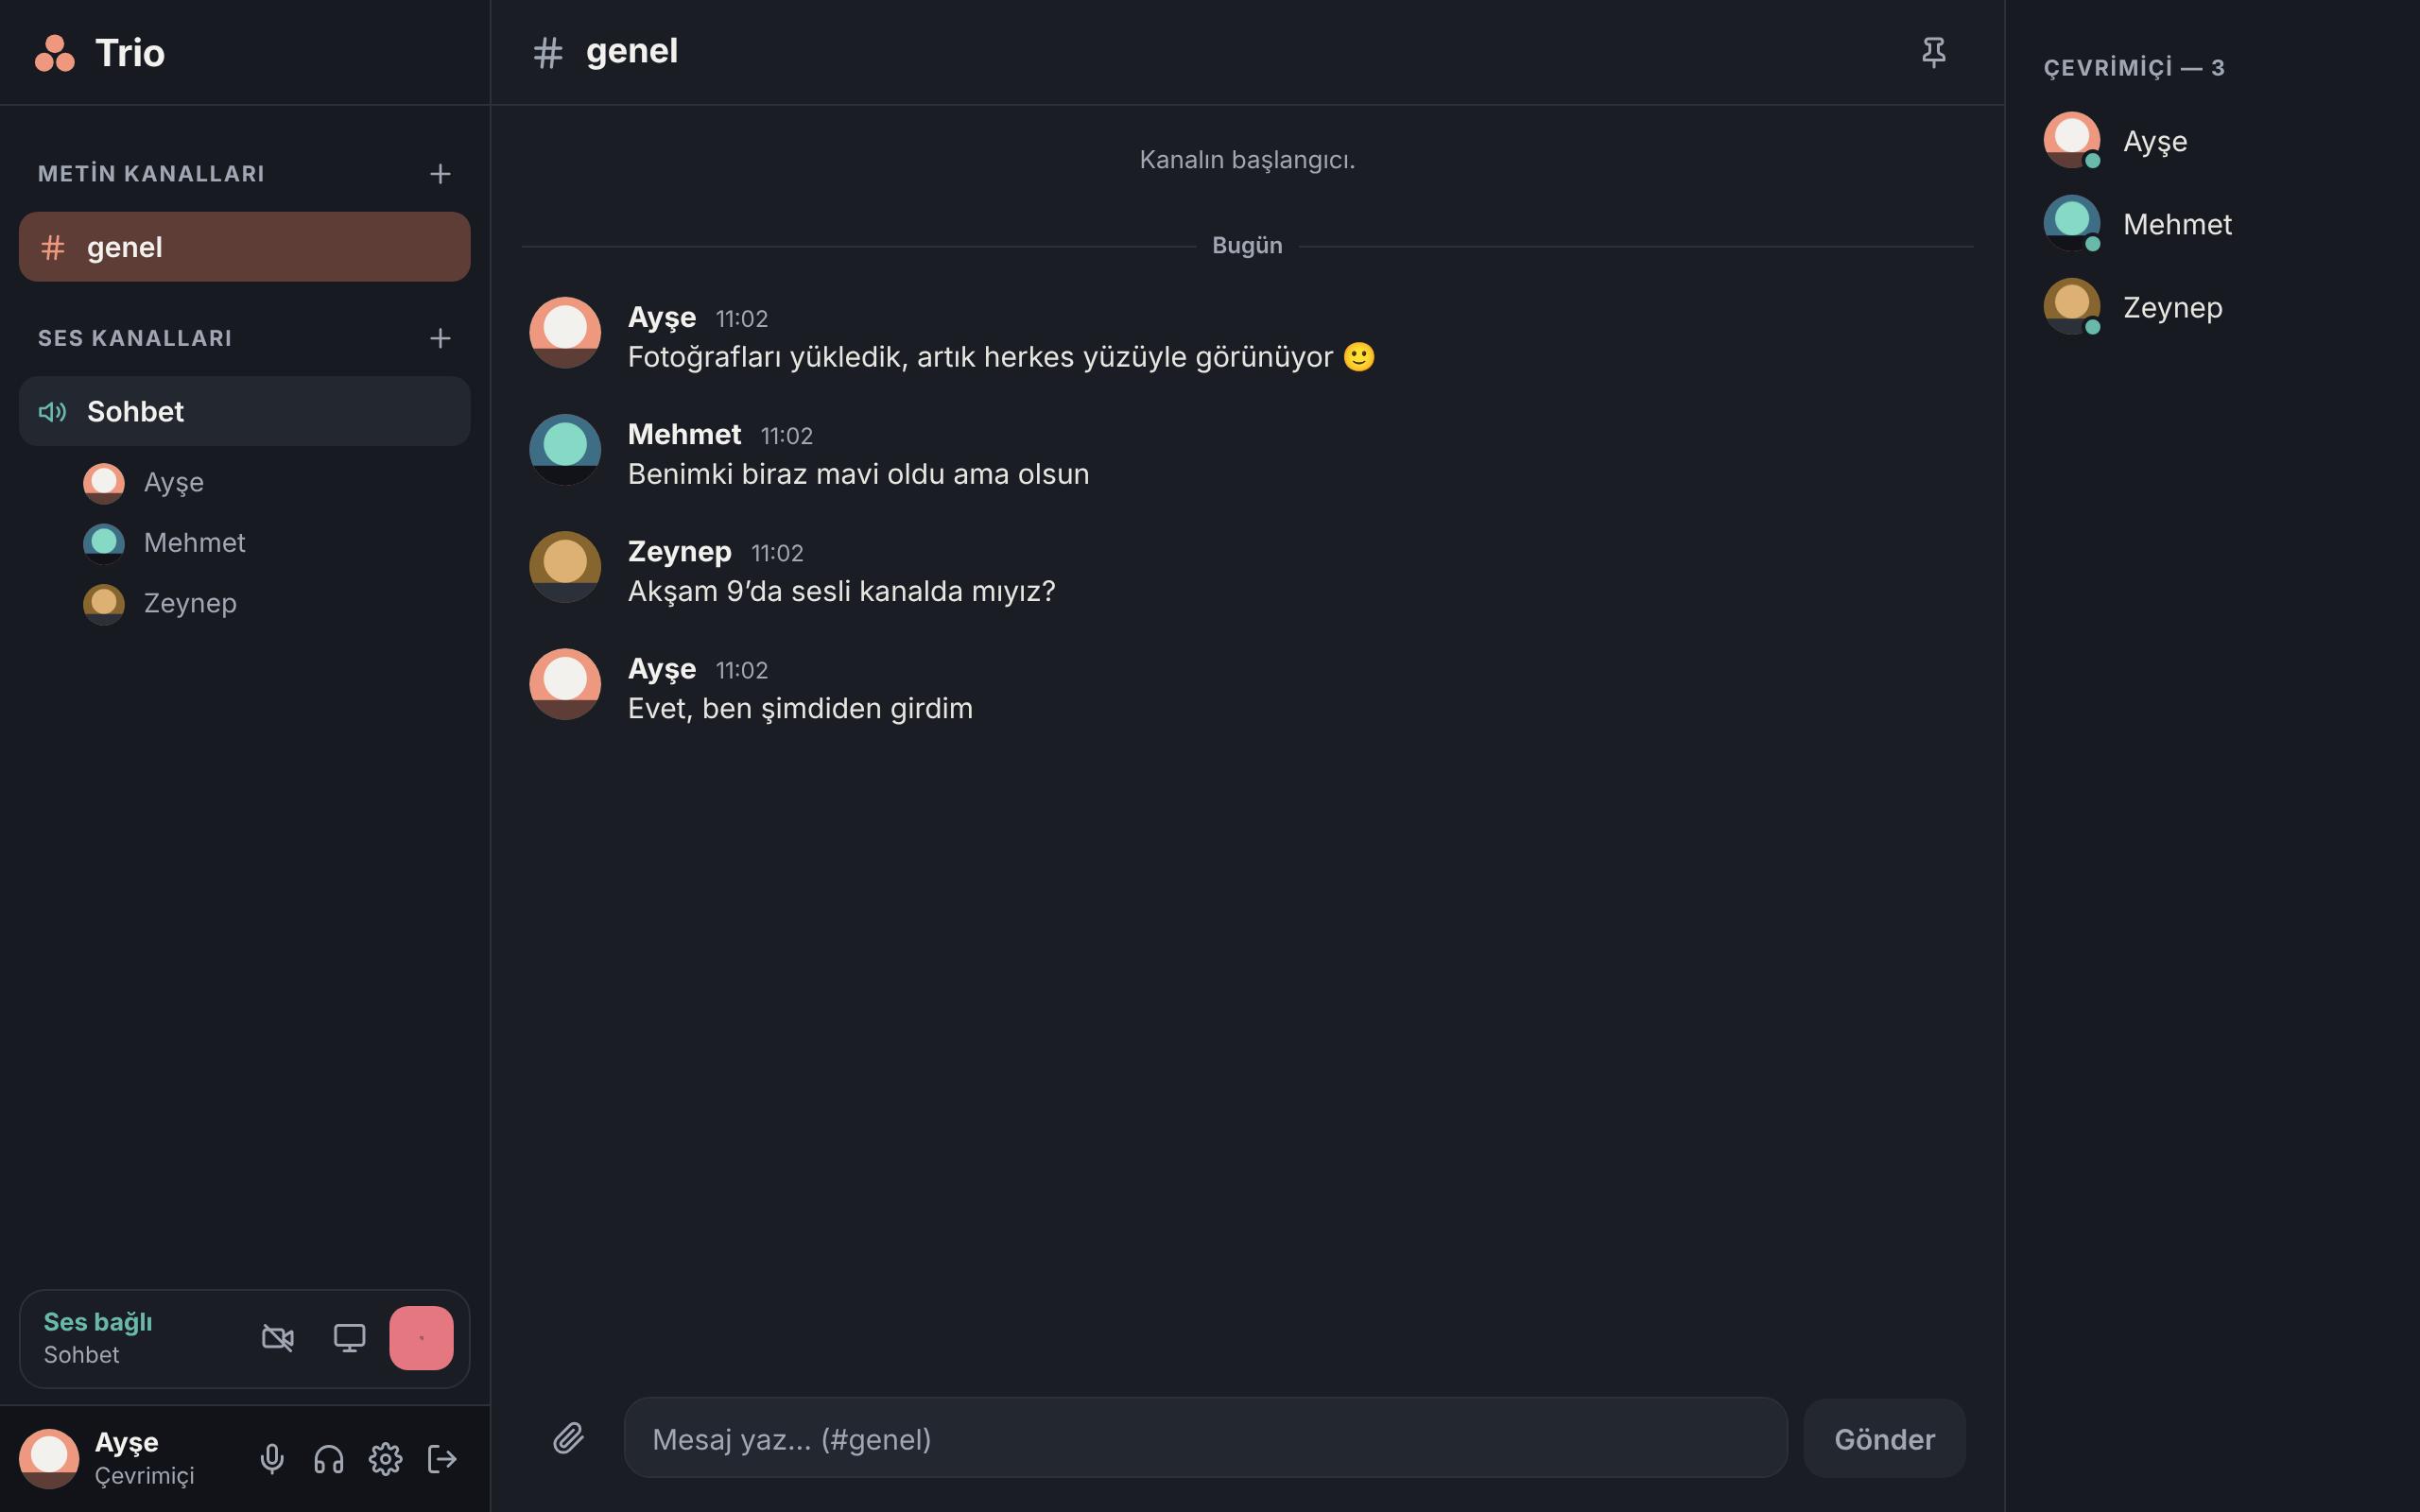 Trio
METİN KANALLARI
genel
SES KANALLARI
Sohbet
Ayşe
Mehmet
Zeynep
Ses bağlı
Sohbet
Ayşe
Çevrimiçi
# genel
Kanalın başlangıcı.
Bugün
Ayşe 11:02
Fotoğrafları yükledik, artık herkes yüzüyle görünüyor 🙂
Mehmet 11:02
Benimki biraz mavi oldu ama olsun
Zeynep 11:02
Akşam 9’da sesli kanalda mıyız?
Ayşe 11:02
Evet, ben şimdiden girdim
Mesaj yaz... (#genel)
Gönder
ÇEVRİMİÇİ — 3
Ayşe
Mehmet
Zeynep